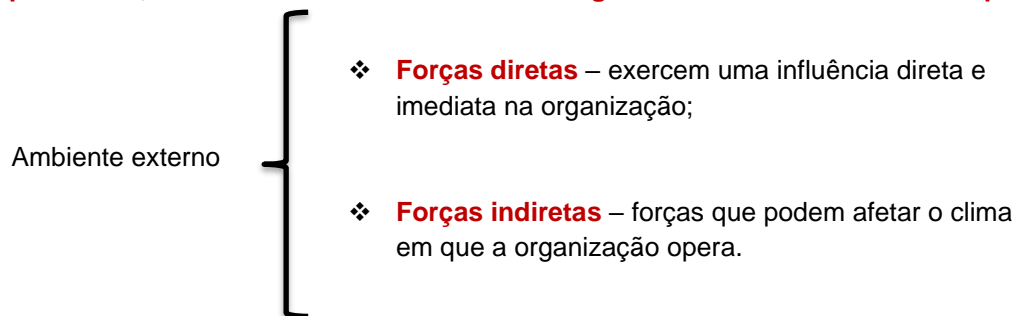 ❖ Forças diretas – exercem uma influência direta e
imediata na organização;
Ambiente externo
❖ Forças indiretas – forças que podem afetar o clima
em que a organização opera.